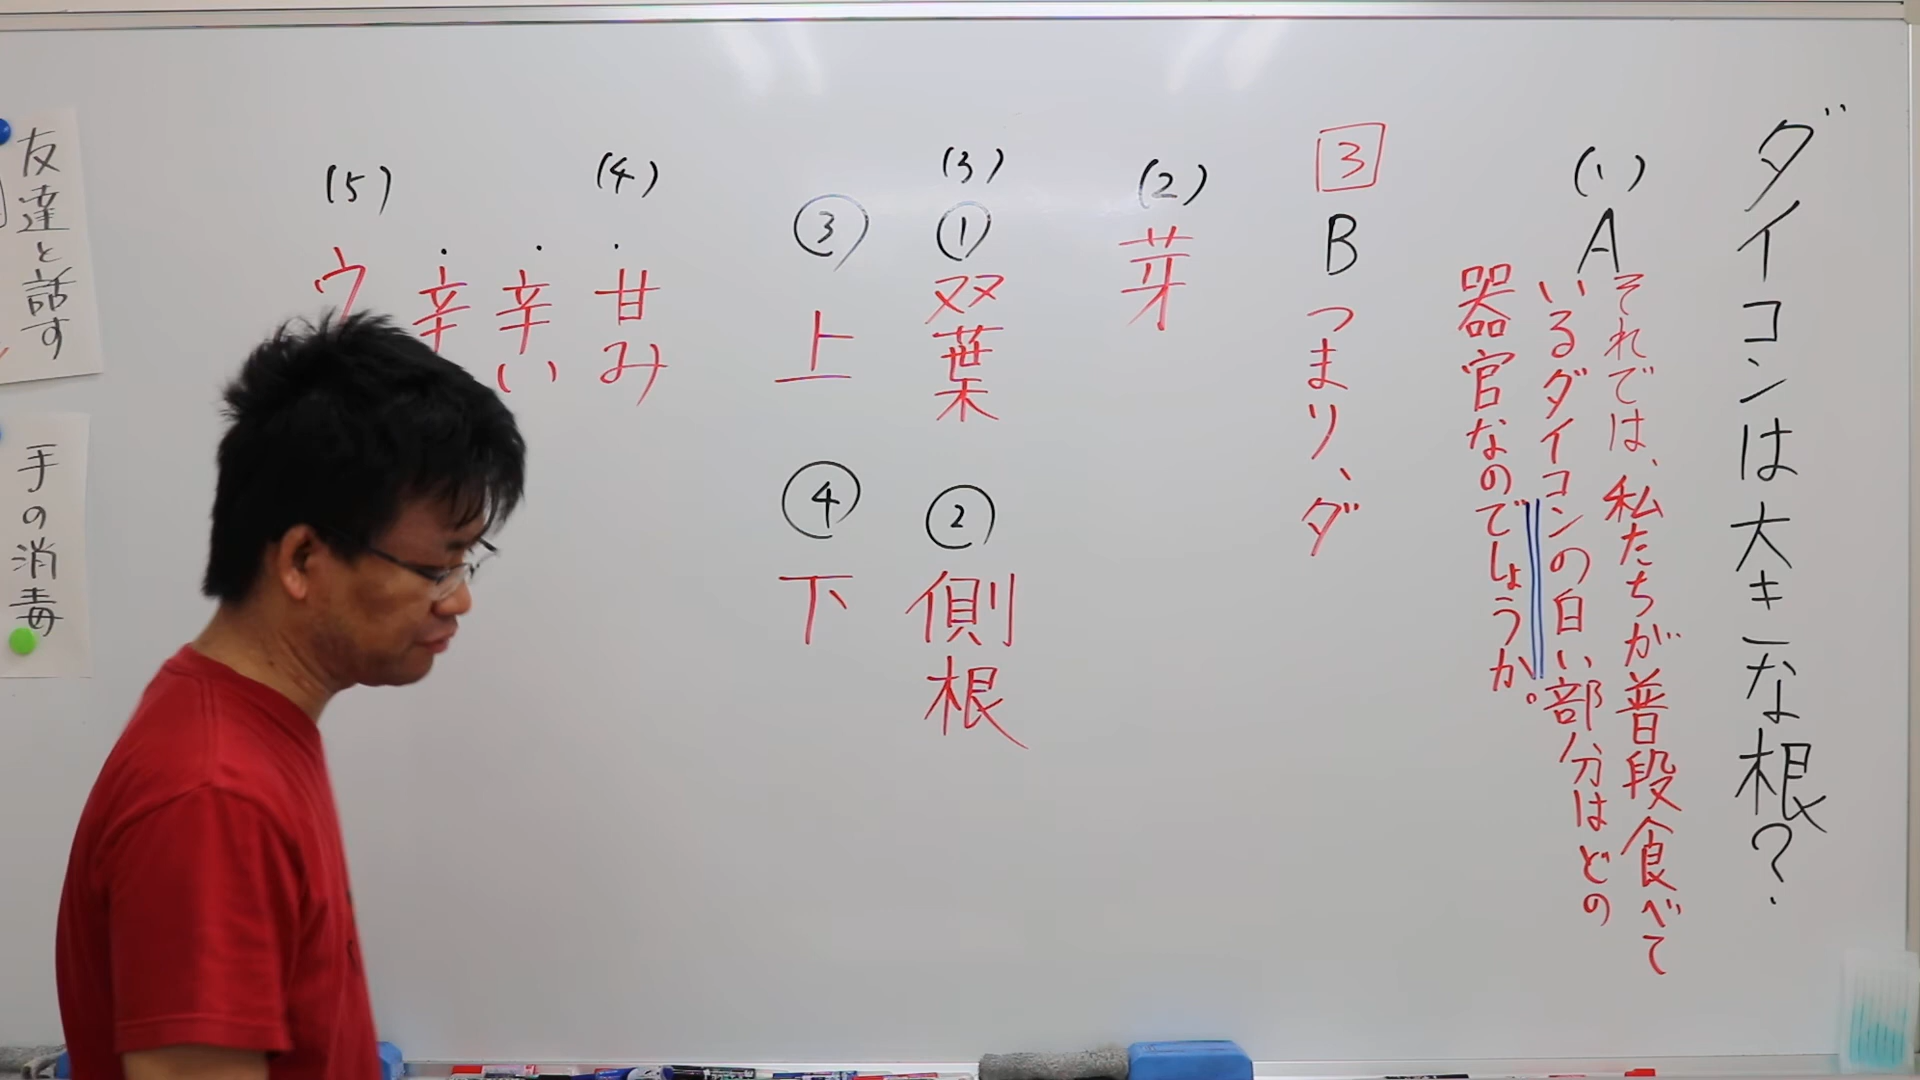 ダイコンは大きな根?
(1)
A
それでは、私たちが普段食べて
いるダイコンの白い部分はどの
器官なのでしょうか。
3
B
つまり、ダ
(2)
芽
(3)
① 双葉
② 側根
③ 上
④ 下
(4)
甘み
辛い
辛
(5)
ウ
友達と話す
手の消毒